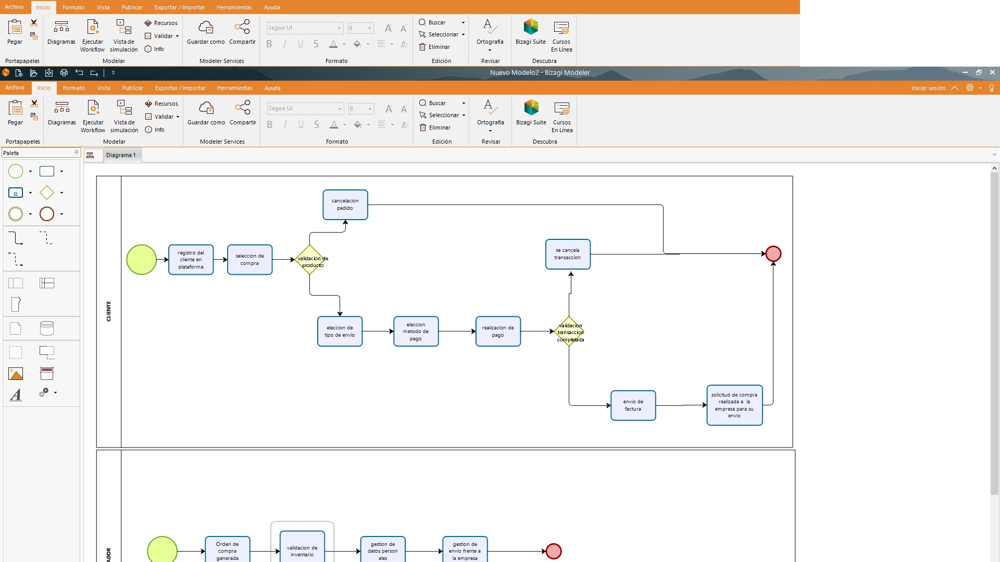 Archivo Inicio Formato Vista Publicar Exportar / Importar Herramientas Ayuda
Pegar
Diagramas
Ejecutar
Workflow
Vista de
simulación
Recursos
Validar
Info
Guardar como
Compartir
Segoe UI
8
A A
B I U S A
Buscar
Seleccionar
Eliminar
Ortografía
Bizagi Suite
Cursos
En Línea
Portapapeles Modelar Modeler Services Formato Edición Revisar Descubra
Nuevo Modelo2 - Bizagi Modeler
Archivo Inicio Formato Vista Publicar Exportar / Importar Herramientas Ayuda Iniciar sesión
Pegar
Diagramas
Ejecutar
Workflow
Vista de
simulación
Recursos
Validar
Info
Guardar como
Compartir
Segoe UI
8
A A
B I U S A
Buscar
Seleccionar
Eliminar
Ortografía
Bizagi Suite
Cursos
En Línea
Portapapeles Modelar Modeler Services Formato Edición Revisar Descubra
Paleta
Diagrama 1
A
CLIENTE
cancelacion
pedido
registro del
cliente en
plataforma
seleccion de
compra
validacion de
producto
se cancela
transaccion
eleccion de
tipo de envio
eleccion
metodo de
pago
realizacion de
pago
validacion
transaccion
completada
envio de
factura
solicitud de compra
realizada a la
empresa para su
envio
ADOR
Orden de
compra
generada
validacion de
inventario
gestion de
datos person
ales
gestion de
envio frente a
la empresa